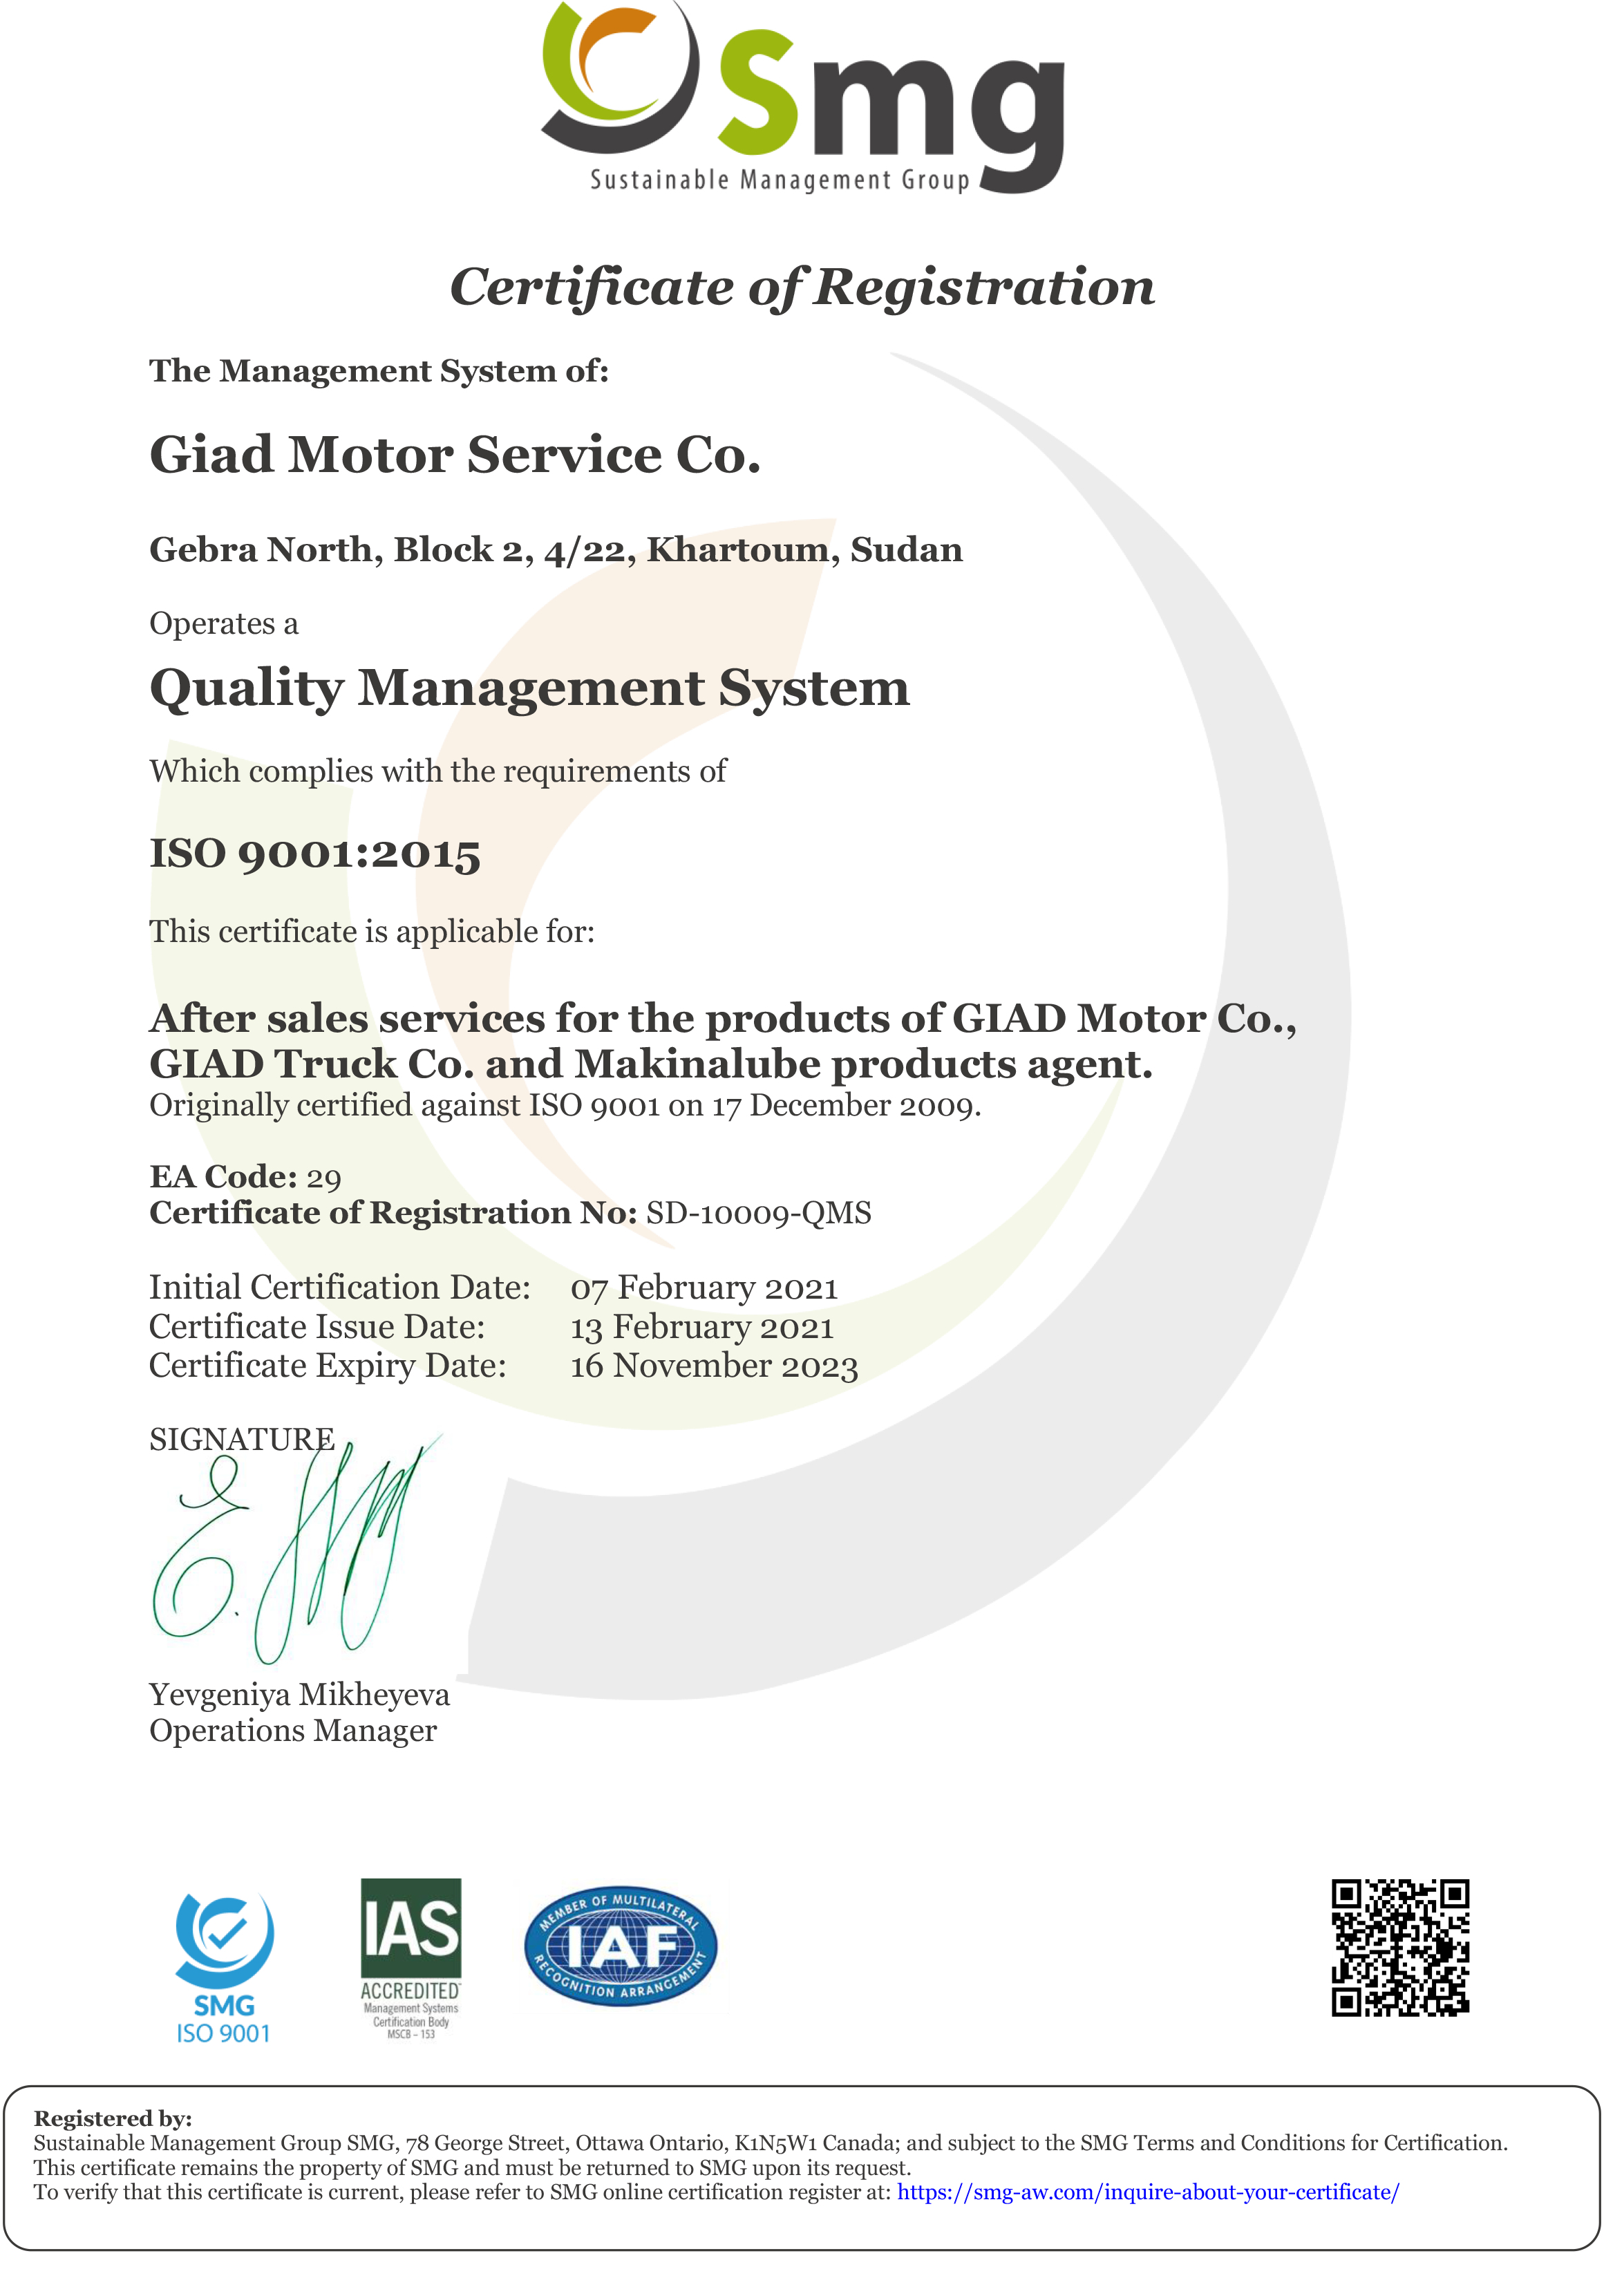 Smg
Sustainable Management Group
Certificate of Registration
The Management System of:
Giad Motor Service Co.
Gebra North, Block 2, 4/22, Khartoum, Sudan
Operates a
Quality Management System
Which complies with the requirements of
ISO 9001:2015
This certificate is applicable for:
After sales services for the products of GIAD Motor Co.,
GIAD Truck Co. and Makinalube products agent.
Originally certified against ISO 9001 on 17 December 2009.
EA Code: 29
Certificate of Registration No: SD-10009-QMS
Initial Certification Date: 07 February 2021
Certificate Issue Date: 13 February 2021
Certificate Expiry Date: 16 November 2023
SIGNATURE
Yevgeniya Mikheyeva
Operations Manager
SMG
ISO 9001
IAS
ACCREDITED
Management Systems
Certification Body
MSCB – 153
MEMBER OF MULTILATERAL
IAF
RECOGNITION ARRANGEMENT
Registered by:
Sustainable Management Group SMG, 78 George Street, Ottawa Ontario, K1N5W1 Canada; and subject to the SMG Terms and Conditions for Certification.
This certificate remains the property of SMG and must be returned to SMG upon its request.
To verify that this certificate is current, please refer to SMG online certification register at: https://smg-aw.com/inquire-about-your-certificate/